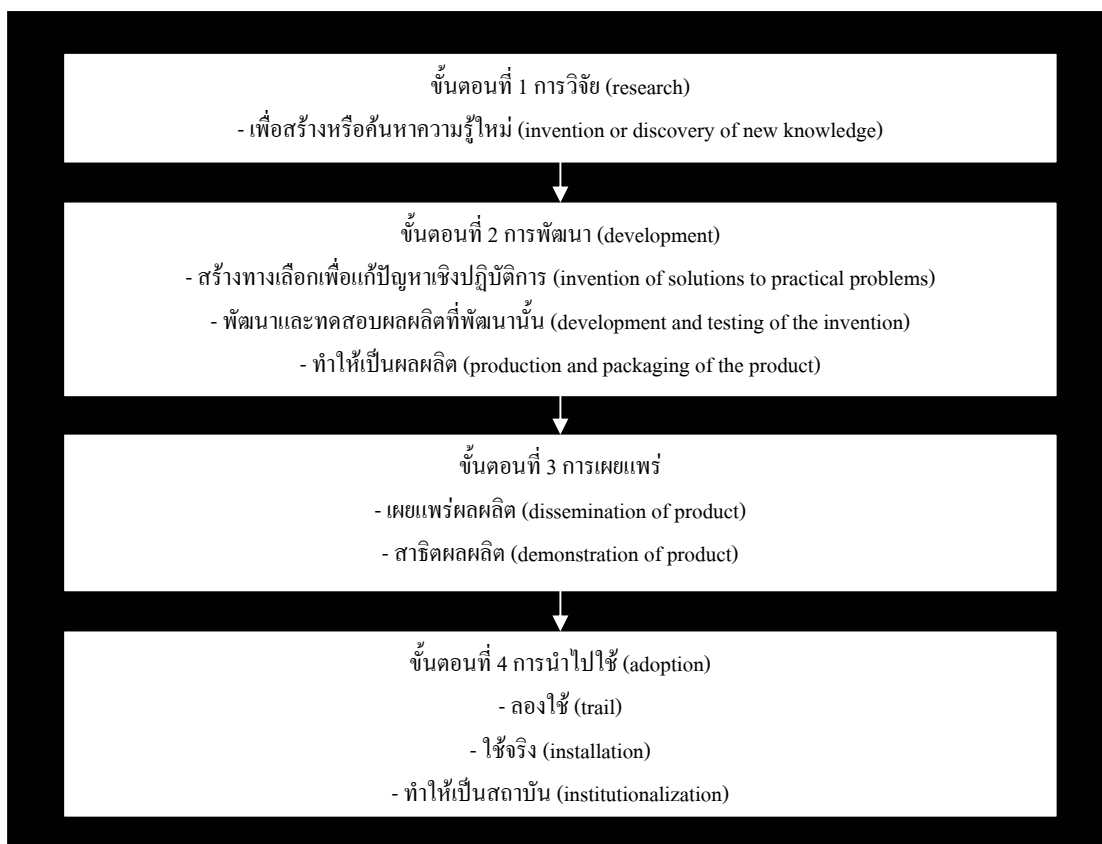 ขั้นตอนที่ 1 การวิจัย (research)
- เพื่อสร้างหรือค้นหาความรู้ใหม่ (invention or discovery of new knowledge)
ขั้นตอนที่ 2 การพัฒนา (development)
- สร้างทางเลือกเพื่อแก้ปัญหาเชิงปฏิบัติการ (invention of solutions to practical problems)
- พัฒนาและทดสอบผลผลิตที่พัฒนานั้น (development and testing of the invention)
- ทำให้เป็นผลผลิต (production and packaging of the product)
ขั้นตอนที่ 3 การเผยแพร่
- เผยแพร่ผลผลิต (dissemination of product)
- สาธิตผลผลิต (demonstration of product)
ขั้นตอนที่ 4 การนำไปใช้ (adoption)
- ลองใช้ (trail)
- ใช้จริง (installation)
- ทำให้เป็นสถาบัน (institutionalization)